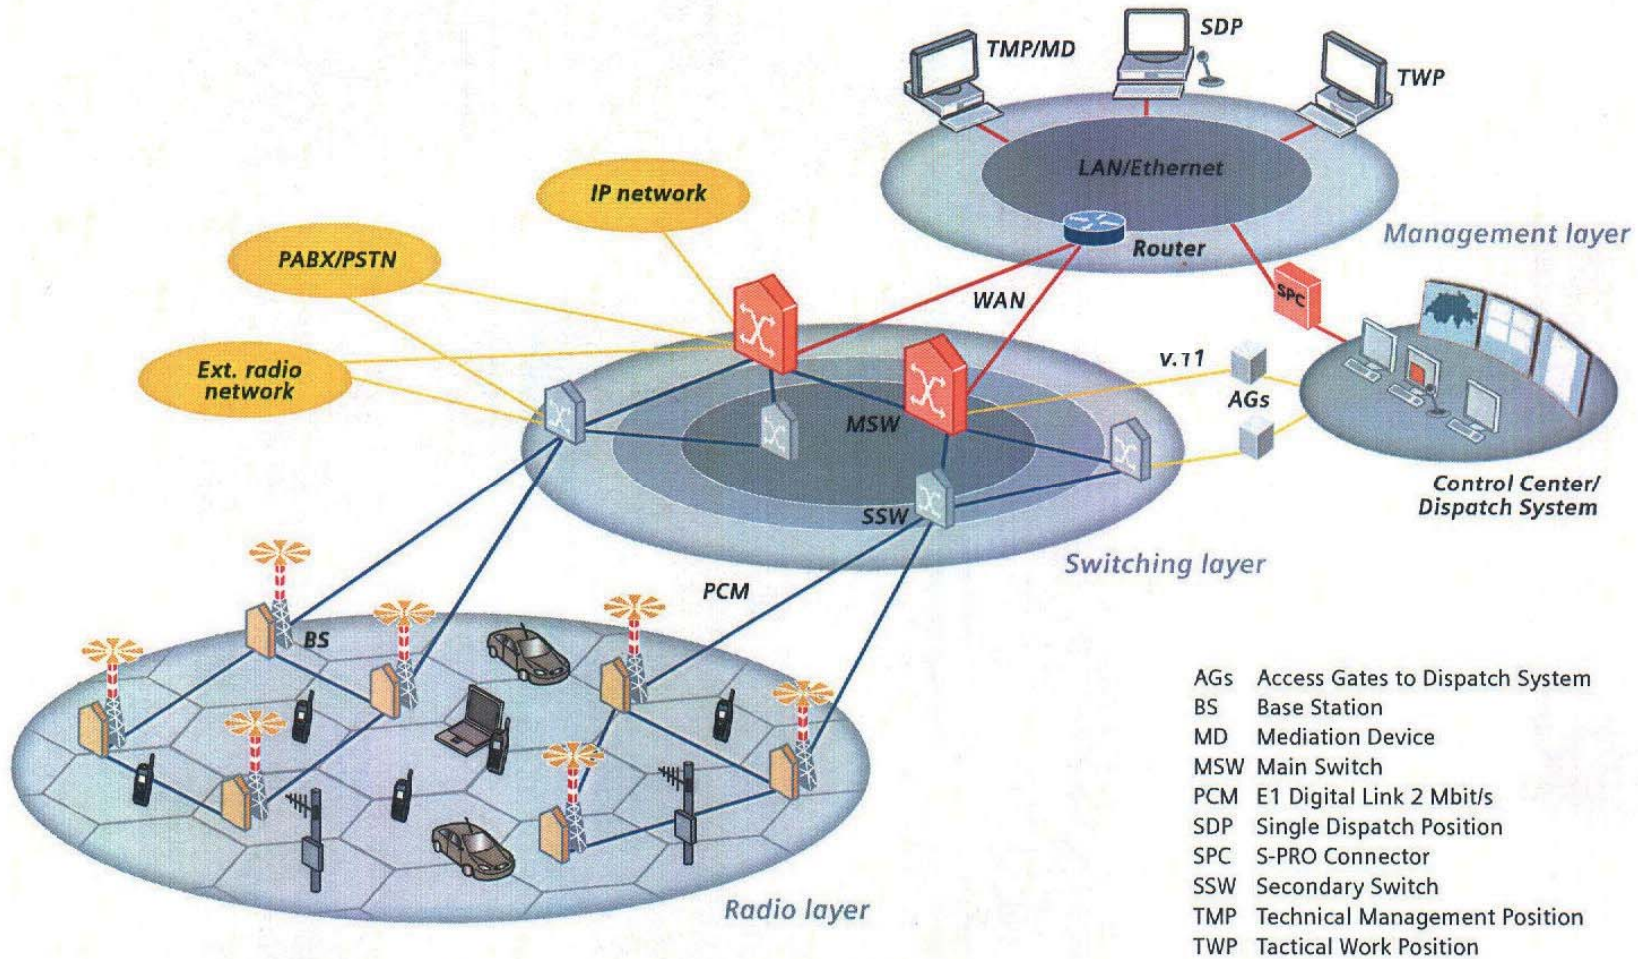 SDP
TMP/MD
TWP
LAN/Ethernet
IP network
Router
Management layer
PABX/PSTN
SPC
WAN
v.11
Ext. radio
network
AGs
MSW
Control Center/
Dispatch System
SSW
Switching layer
PCM
BS
Radio layer
AGs Access Gates to Dispatch System
BS Base Station
MD Mediation Device
MSW Main Switch
PCM E1 Digital Link 2 Mbit/s
SDP Single Dispatch Position
SPC S-PRO Connector
SSW Secondary Switch
TMP Technical Management Position
TWP Tactical Work Position